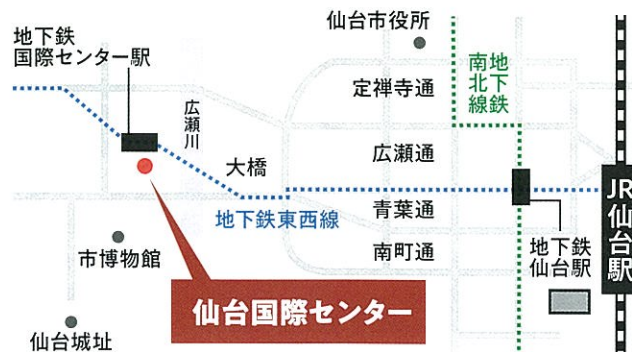 仙台市役所
地下鉄
国際センター駅
地下鉄
南北線
定禅寺通
広瀬川
広瀬通
大橋
JR仙台駅
青葉通
地下鉄東西線
南町通
地下鉄
仙台駅
市博物館
仙台国際センター
仙台城址